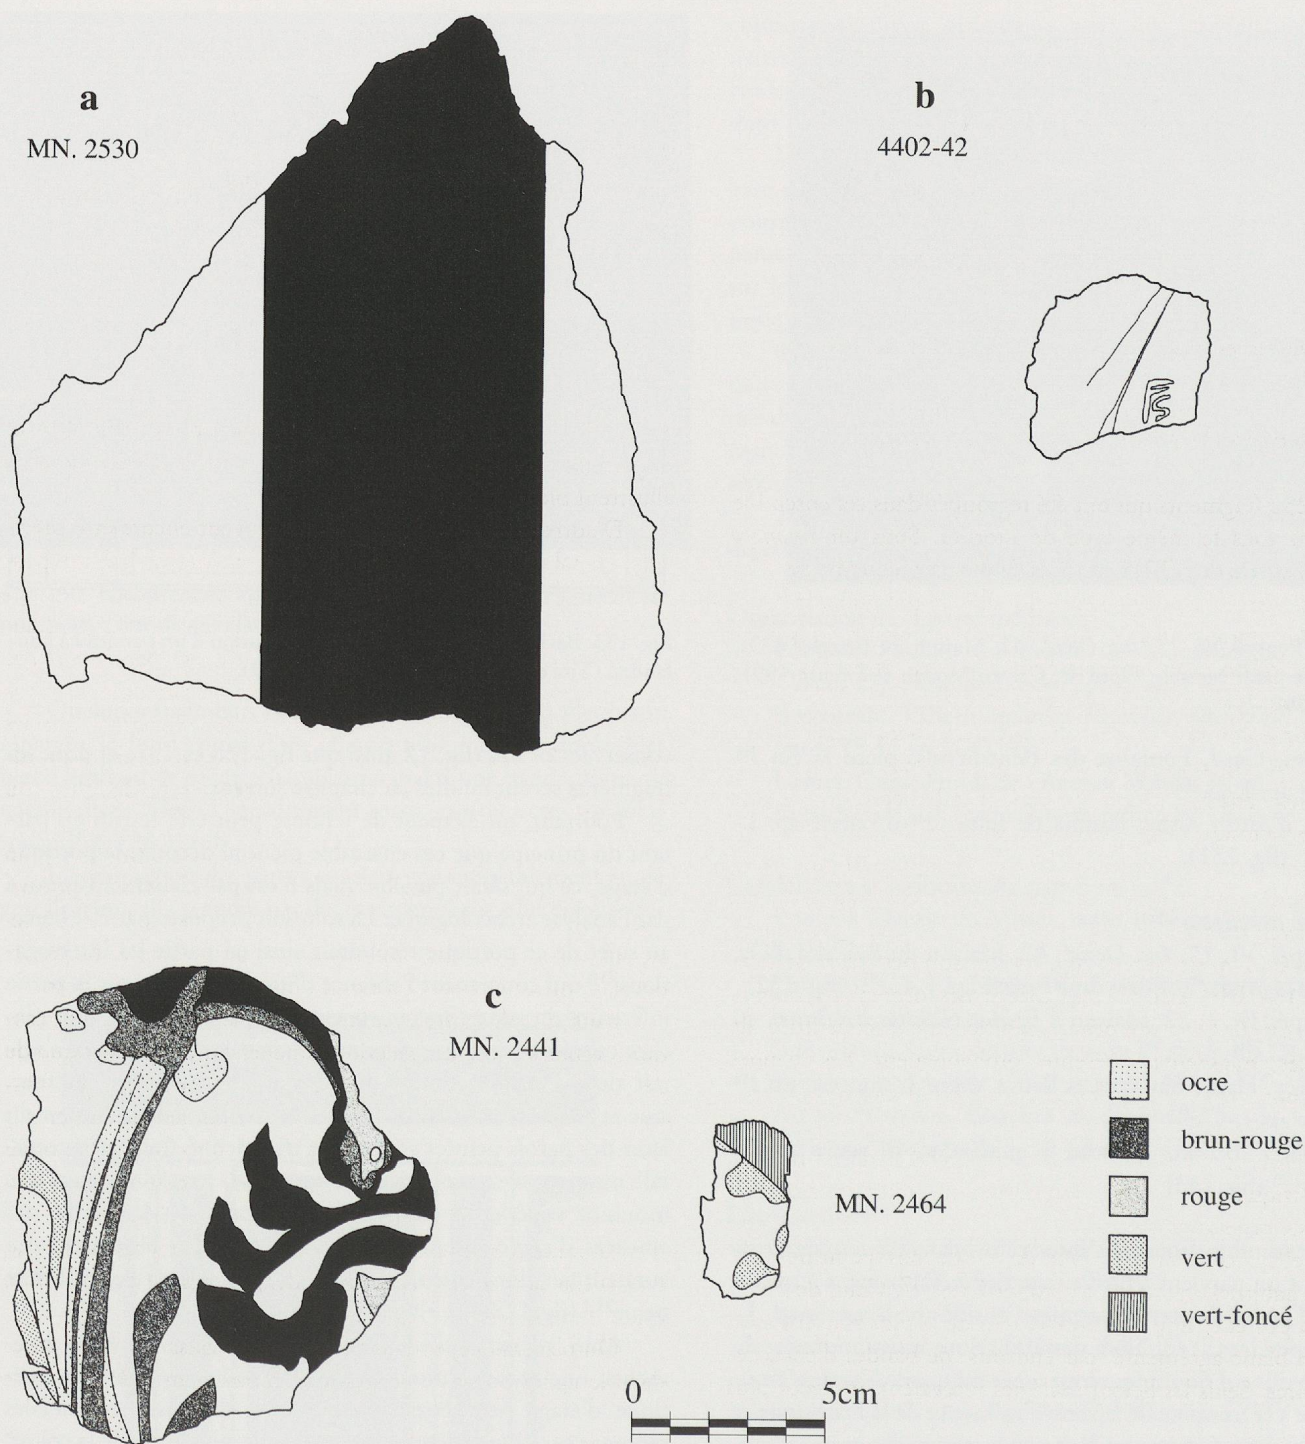 a
MN. 2530
b
4402-42
c
MN. 2441
MN. 2464
ocre
brun-rouge
rouge
vert
vert-foncé
0 5cm